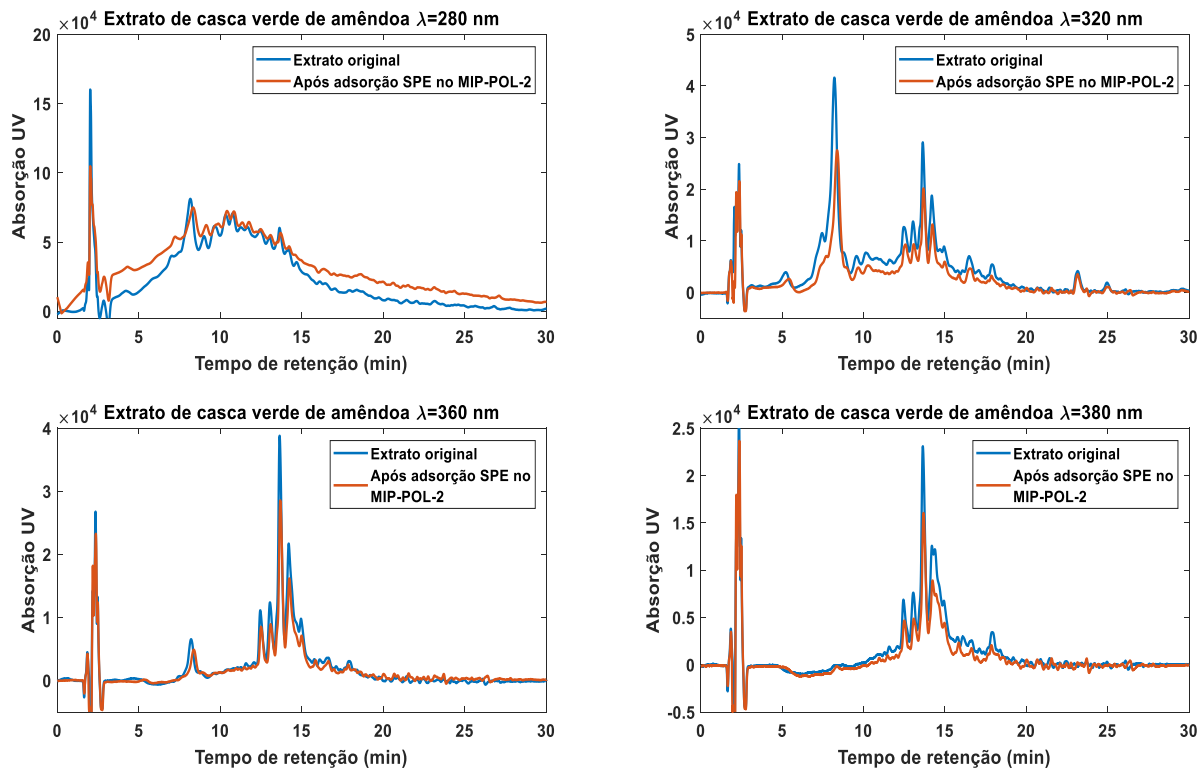 ×10⁴ Extrato de casca verde de amêndoa λ=280 nm
20
15
10
5
0
Absorção UV
Extrato original
Após adsorção SPE no MIP-POL-2
0 5 10 15 20 25 30
Tempo de retenção (min)
×10⁴ Extrato de casca verde de amêndoa λ=320 nm
5
4
3
2
1
0
Absorção UV
Extrato original
Após adsorção SPE no MIP-POL-2
0 5 10 15 20 25 30
Tempo de retenção (min)
×10⁴ Extrato de casca verde de amêndoa λ=360 nm
4
3
2
1
0
Absorção UV
Extrato original
Após adsorção SPE no
MIP-POL-2
0 5 10 15 20 25 30
Tempo de retenção (min)
×10⁴ Extrato de casca verde de amêndoa λ=380 nm
2.5
2
1.5
1
0.5
0
-0.5
Absorção UV
Extrato original
Após adsorção SPE no
MIP-POL-2
0 5 10 15 20 25 30
Tempo de retenção (min)